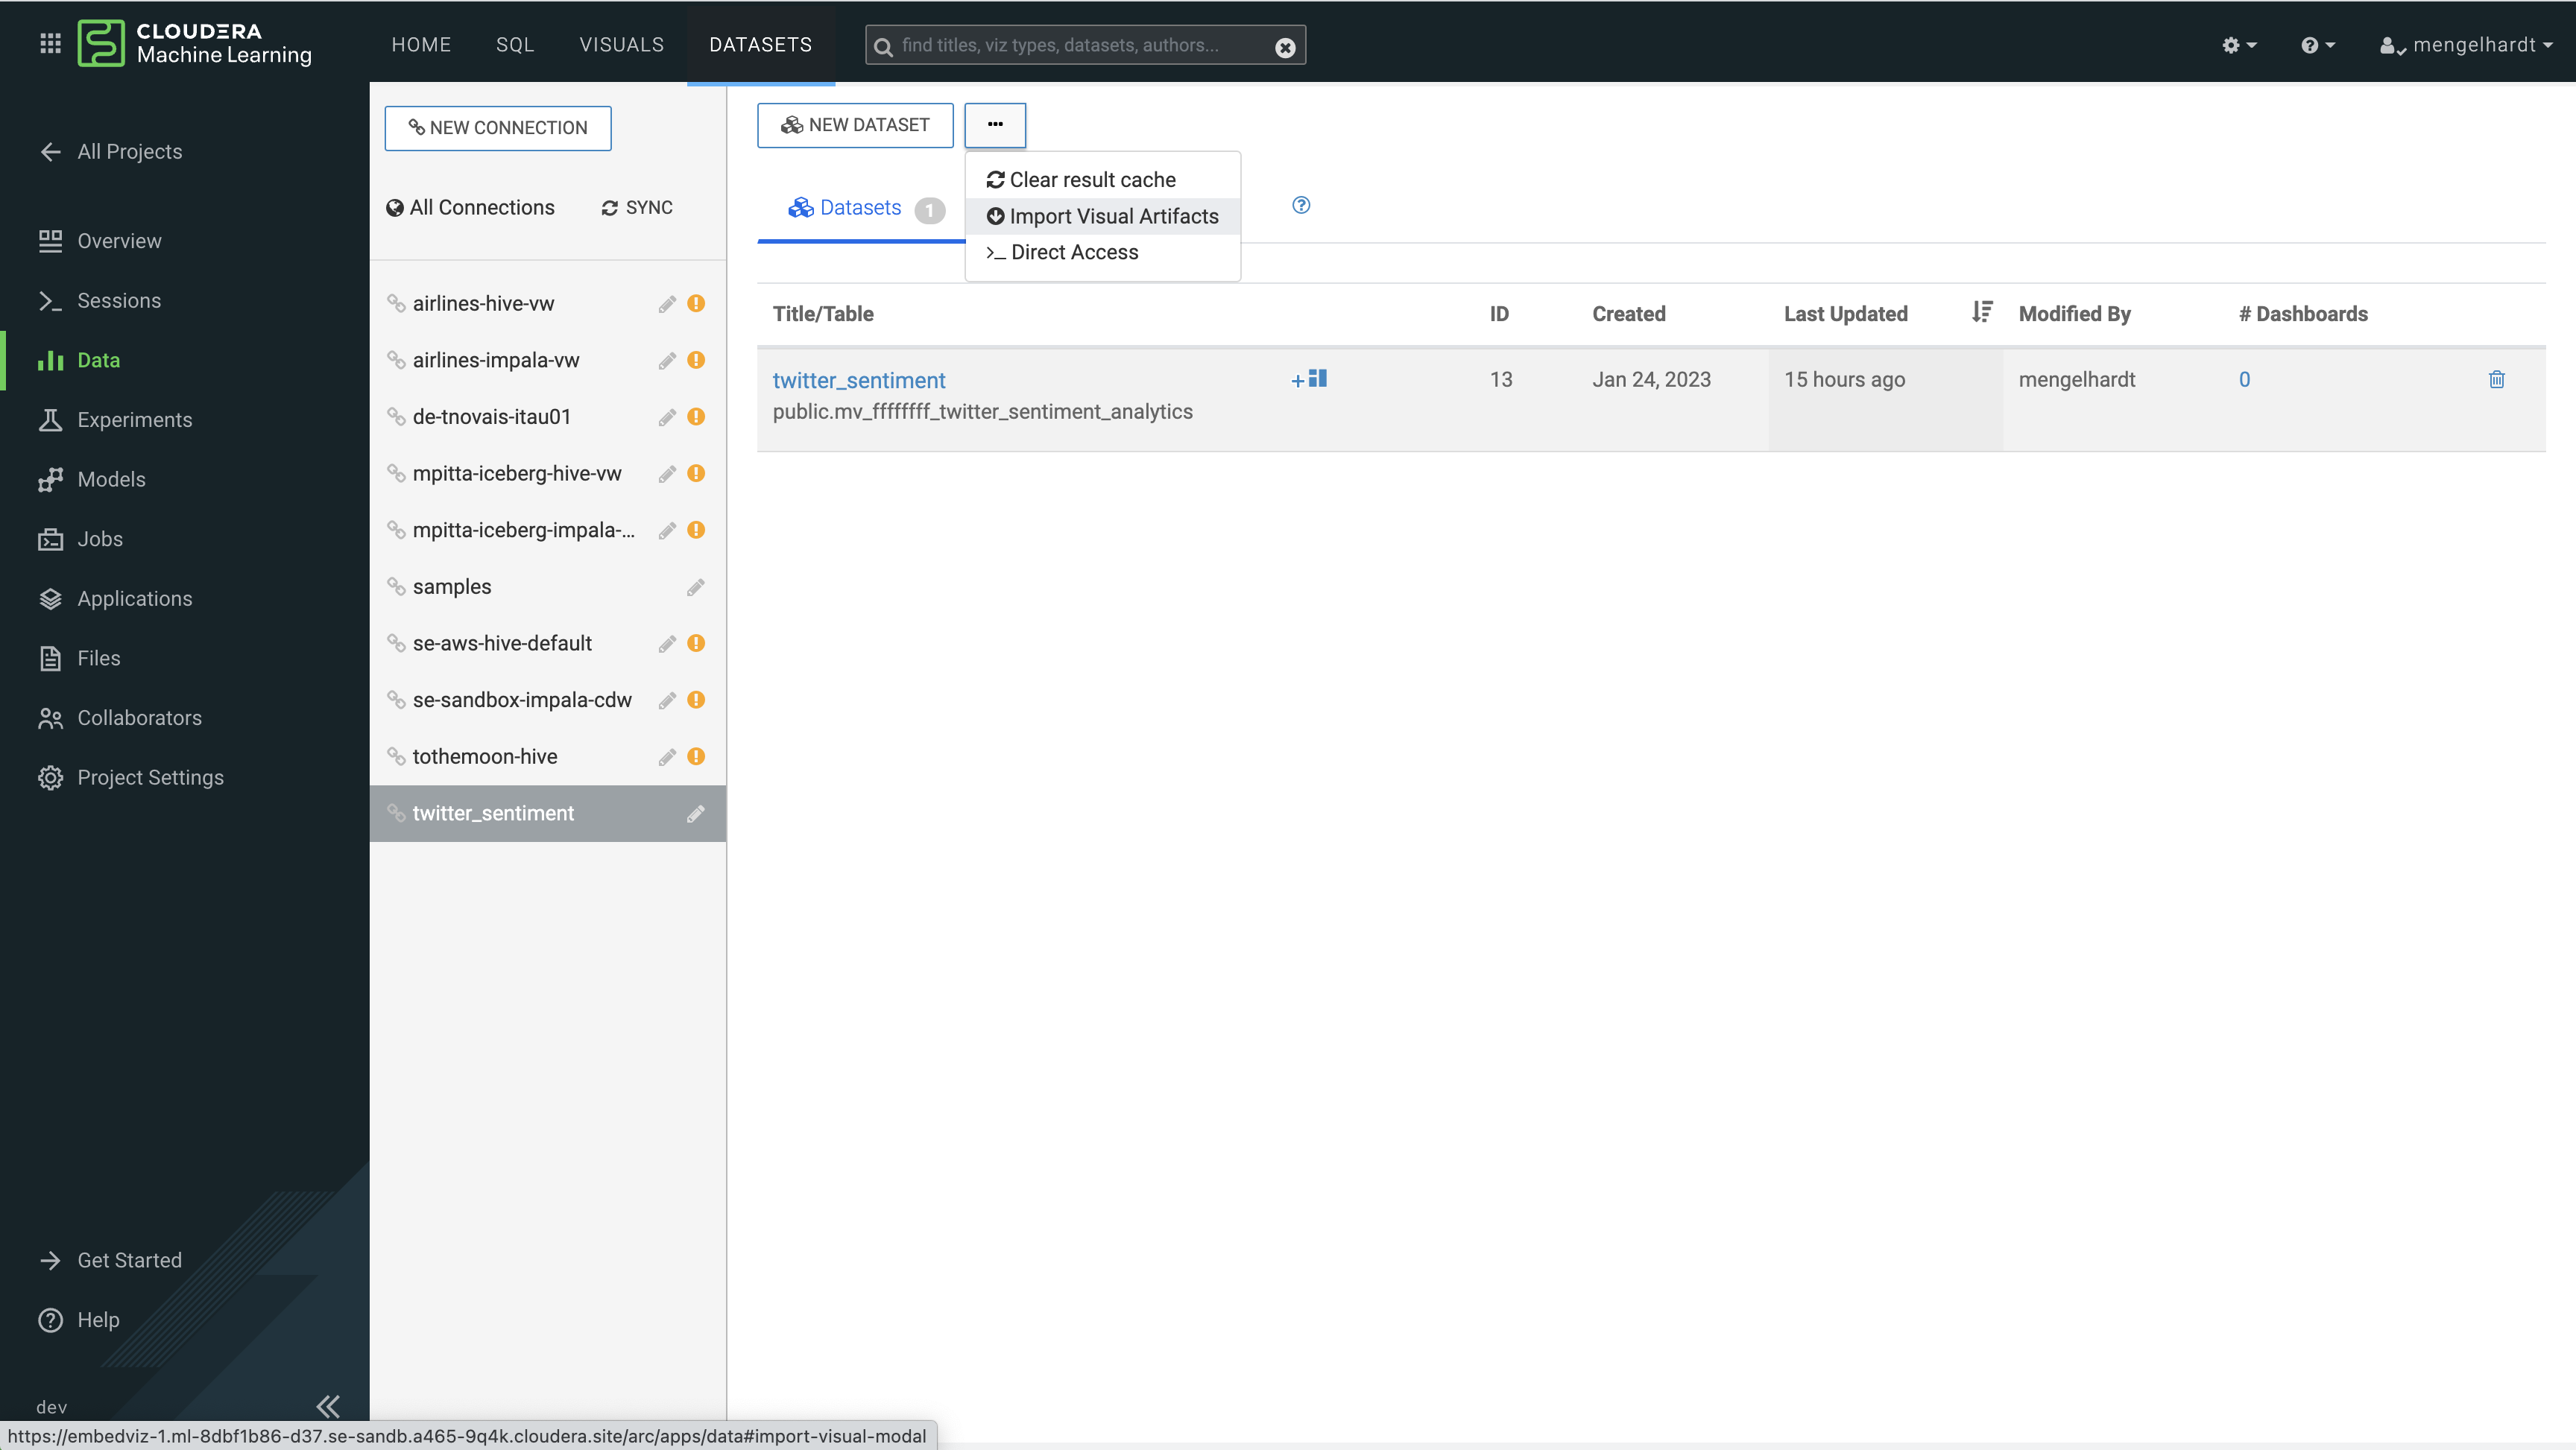 CLOUDERA
Machine Learning
HOME
SQL
VISUALS
DATASETS
find titles, viz types, datasets, authors...
mengelhardt
All Projects
Overview
Sessions
Data
Experiments
Models
Jobs
Applications
Files
Collaborators
Project Settings
Get Started
Help
dev
NEW CONNECTION
All Connections
SYNC
airlines-hive-vw
airlines-impala-vw
de-tnovais-itau01
mpitta-iceberg-hive-vw
mpitta-iceberg-impala-...
samples
se-aws-hive-default
se-sandbox-impala-cdw
tothemoon-hive
twitter_sentiment
NEW DATASET
...
Clear result cache
Import Visual Artifacts
Direct Access
Datasets 1
Title/Table ID Created Last Updated Modified By # Dashboards
twitter_sentiment 13 Jan 24, 2023 15 hours ago mengelhardt 0
public.mv_ffffffff_twitter_sentiment_analytics
https://embedviz-1.ml-8dbf1b86-d37.se-sandb.a465-9q4k.cloudera.site/arc/apps/data#import-visual-modal